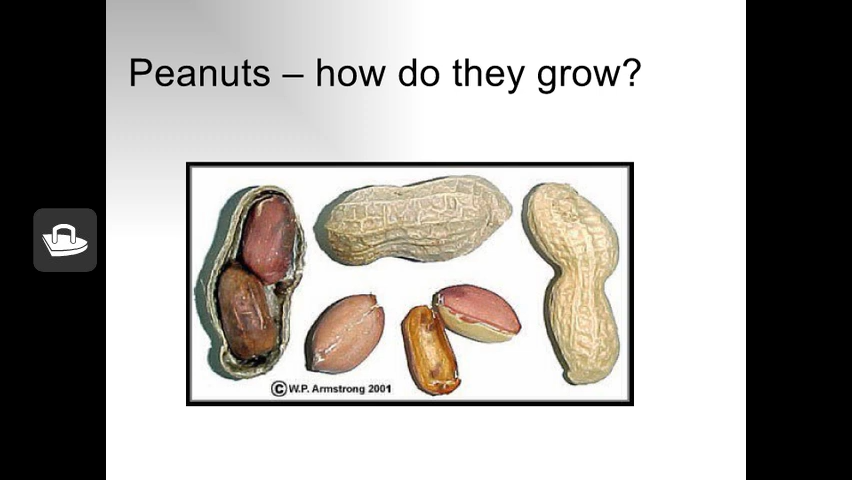 Peanuts – how do they grow?
© W.P. Armstrong 2001